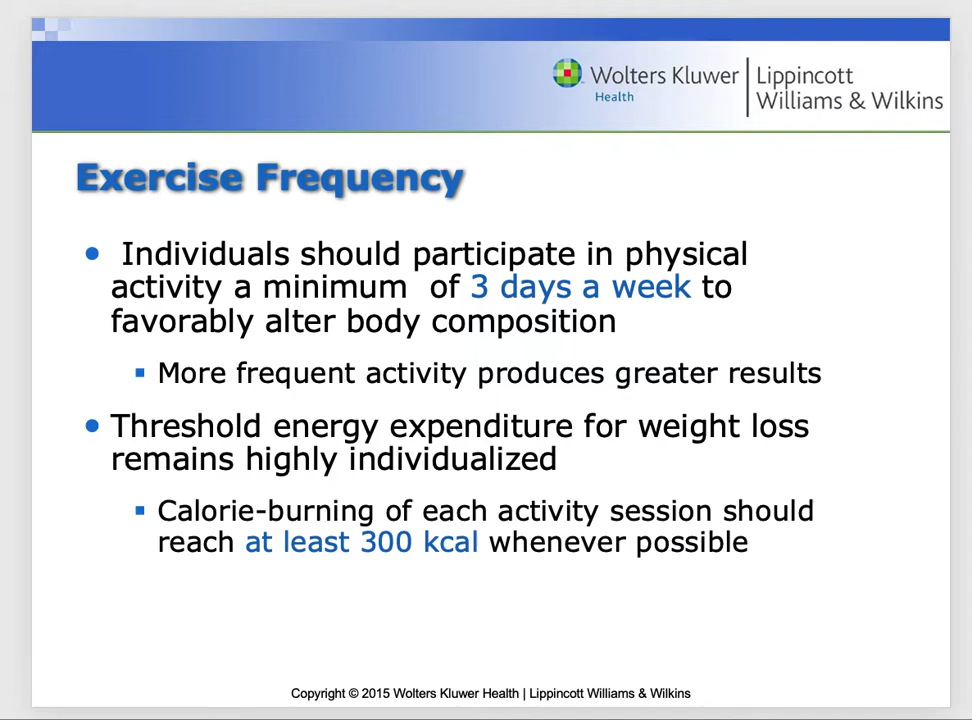 Wolters Kluwer
Health
Lippincott
Williams & Wilkins
Exercise Frequency
• Individuals should participate in physical
activity a minimum of 3 days a week to
favorably alter body composition
▪ More frequent activity produces greater results
• Threshold energy expenditure for weight loss
remains highly individualized
▪ Calorie-burning of each activity session should
reach at least 300 kcal whenever possible
Copyright © 2015 Wolters Kluwer Health | Lippincott Williams & Wilkins